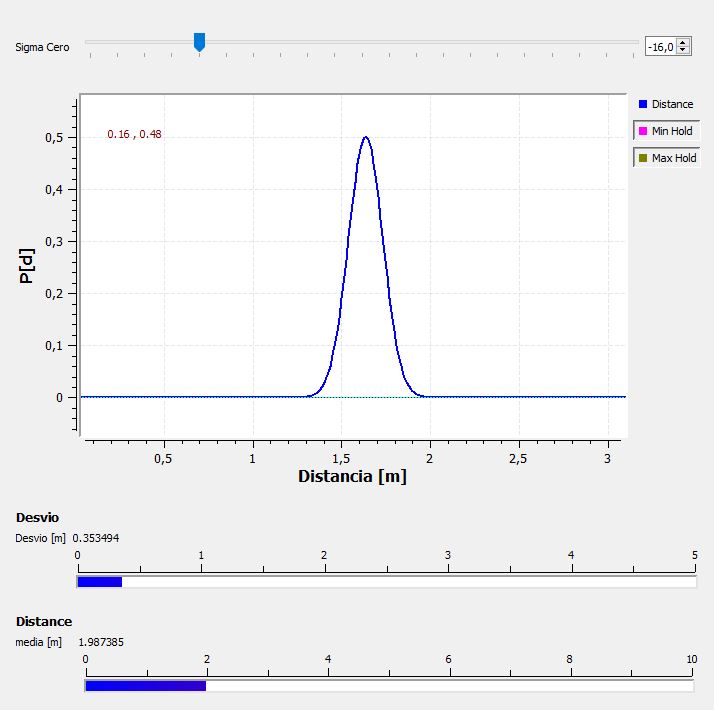 Sigma Cero
-16,0
Distance
Min Hold
Max Hold
0.16 , 0.48
0,5
0,4
0,3
0,2
0,1
0
P[d]
0,5 1 1,5 2 2,5 3
Distancia [m]
Desvio
Desvio [m] 0.353494
0 1 2 3 4 5
Distance
media [m] 1.987385
0 2 4 6 8 10